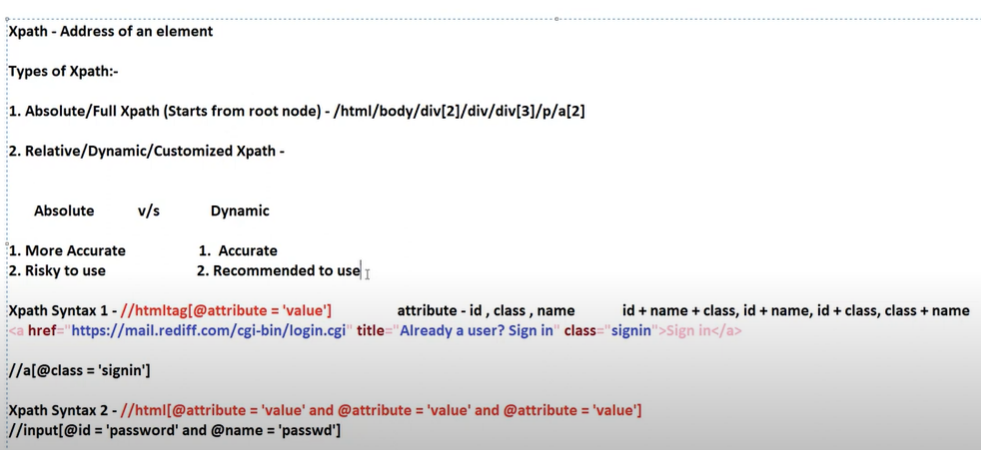 Xpath - Address of an element
Types of Xpath:-
1. Absolute/Full Xpath (Starts from root node) - /html/body/div[2]/div/div[3]/p/a[2]
2. Relative/Dynamic/Customized Xpath -
Absolute v/s Dynamic
1. More Accurate 1. Accurate
2. Risky to use 2. Recommended to use
Xpath Syntax 1 - //htmltag[@attribute = 'value'] attribute - id , class , name id + name + class, id + name, id + class, class + name
<a href="https://mail.rediff.com/cgi-bin/login.cgi" title="Already a user? Sign in" class="signin">Sign in</a>
//a[@class = 'signin']
Xpath Syntax 2 - //html[@attribute = 'value' and @attribute = 'value' and @attribute = 'value']
//input[@id = 'password' and @name = 'passwd']